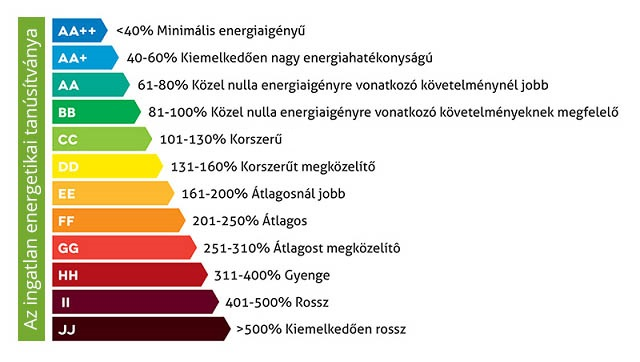 Az ingatlan energetikai tanúsítványa
AA++ <40% Minimális energiaigényű
AA+ 40-60% Kiemelkedően nagy energiahatékonyságú
AA 61-80% Közel nulla energiaigényre vonatkozó követelménynél jobb
BB 81-100% Közel nulla energiaigényre vonatkozó követelményeknek megfelelő
CC 101-130% Korszerű
DD 131-160% Korszerűt megközelítő
EE 161-200% Átlagosnál jobb
FF 201-250% Átlagos
GG 251-310% Átlagost megközelítô
HH 311-400% Gyenge
II 401-500% Rossz
JJ >500% Kiemelkedően rossz